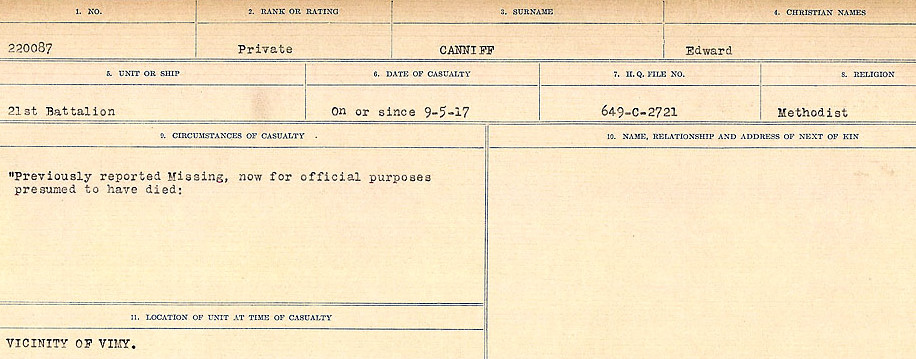 1. NO. 2. RANK OR RATING 3. SURNAME 4. CHRISTIAN NAMES
220087 Private CANNIFF Edward
5. UNIT OR SHIP 6. DATE OF CASUALTY 7. H.Q. FILE NO. 8. RELIGION
21st Battalion On or since 9-5-17 649-C-2721 Methodist
9. CIRCUMSTANCES OF CASUALTY
"Previously reported Missing, now for official purposes
presumed to have died:
10. NAME, RELATIONSHIP AND ADDRESS OF NEXT OF KIN
11. LOCATION OF UNIT AT TIME OF CASUALTY
VICINITY OF VIMY.